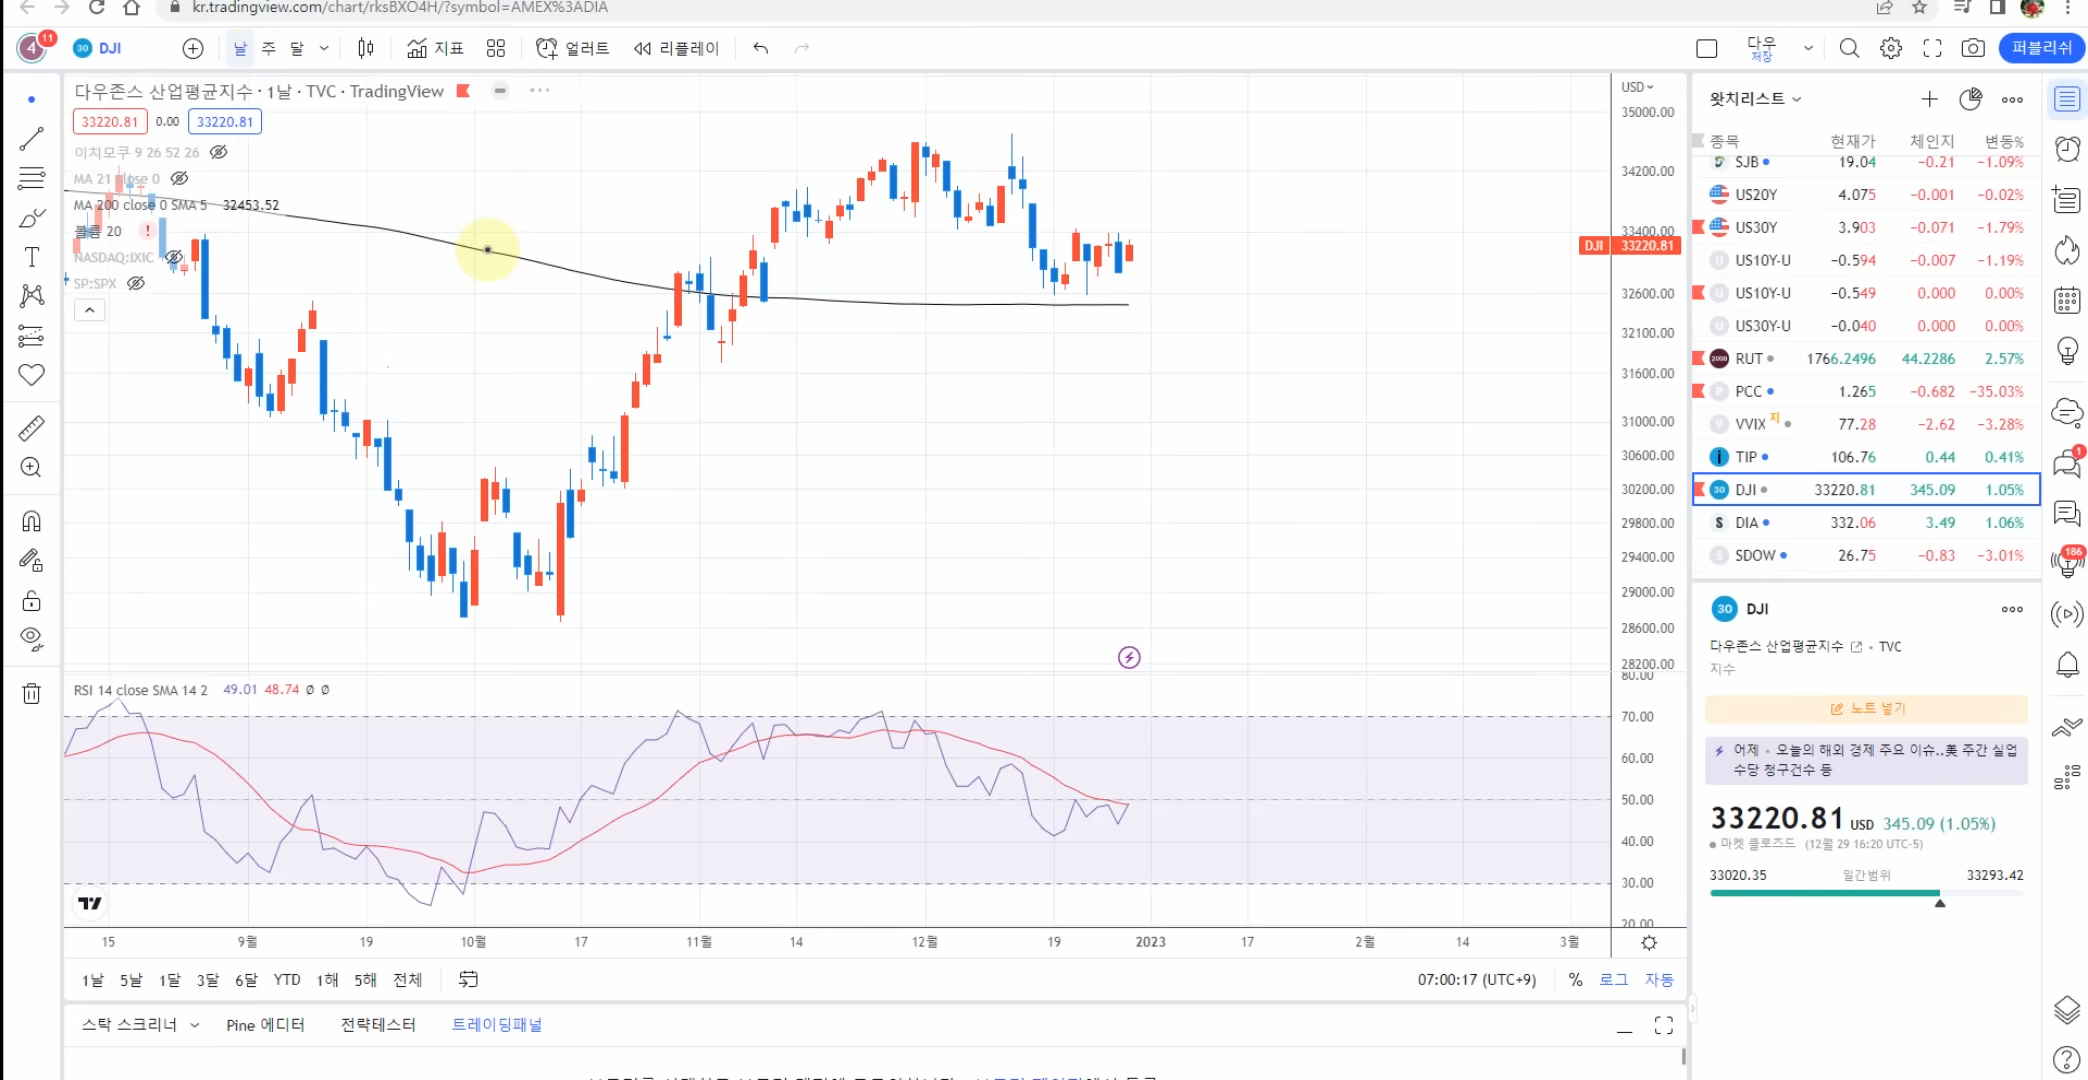 kr.tradingview.com/chart/rksBXO4H/?symbol=AMEX%3ADIA
4 11 30 DJI 날 주 달 지표 얼러트 리플레이 다우 저장 퍼블리쉬
다우존스 산업평균지수 · 1날 · TVC · TradingView
33220.81 0.00 33220.81
이치모쿠 9 26 52 26
MA 21 close 0
MA 200 close 0 SMA 5 32453.52
볼륨 20 !
NASDAQ:IXIC
SP:SPX
USD
35000.00
34200.00
33400.00
DJI 33220.81
32600.00
32100.00
31600.00
31000.00
30600.00
30200.00
29800.00
29400.00
29000.00
28600.00
28200.00
RSI 14 close SMA 14 2 49.01 48.74 Ø Ø
80.00
70.00
60.00
50.00
40.00
30.00
20.00
15 9월 19 10월 17 11월 14 12월 19 2023 17 2월 14 3월
1날 5날 1달 3달 6달 YTD 1해 5해 전체 07:00:17 (UTC+9) % 로그 자동
스탁 스크리너 Pine 에디터 전략테스터 트레이딩패널
왓치리스트
종목 현재가 체인지 변동%
SJB 19.04 −0.21 −1.09%
US20Y 4.075 −0.001 −0.02%
US30Y 3.903 −0.071 −1.79%
U US10Y-U −0.594 −0.007 −1.19%
U US10Y-U −0.549 0.000 0.00%
U US30Y-U −0.040 0.000 0.00%
2000 RUT 1766.2496 44.2286 2.57%
P PCC 1.265 −0.682 −35.03%
V VVIX 지 77.28 −2.62 −3.28%
i TIP 106.76 0.44 0.41%
30 DJI 33220.81 345.09 1.05%
S DIA 332.06 3.49 1.06%
S SDOW 26.75 −0.83 −3.01%
30 DJI
다우존스 산업평균지수 · TVC
지수
노트 넣기
어제 · 오늘의 해외 경제 주요 이슈..美 주간 실업
수당 청구건수 등
33220.81 USD 345.09 (1.05%)
마켓 클로즈드 (12월 29 16:20 UTC-5)
33020.35 일간범위 33293.42
1
186